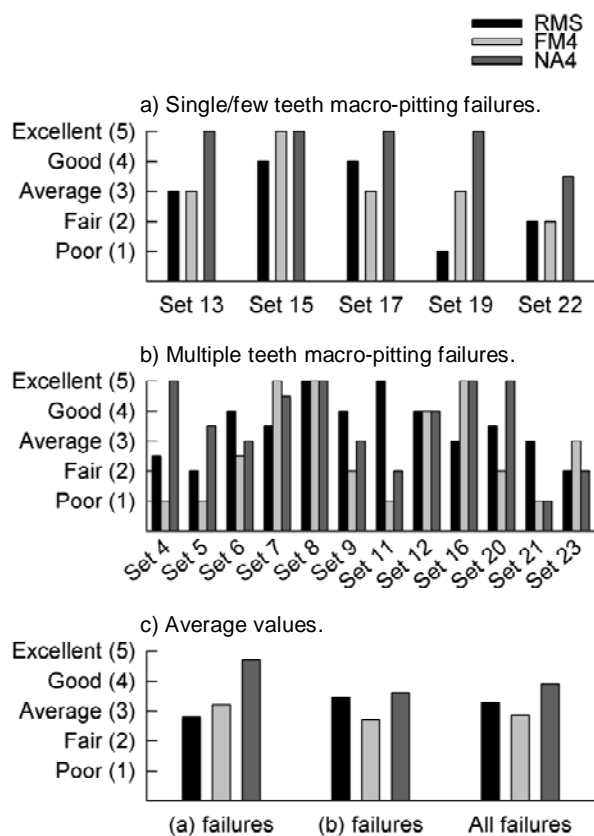 RMS
FM4
NA4
a) Single/few teeth macro-pitting failures.
Excellent (5)
Good (4)
Average (3)
Fair (2)
Poor (1)
Set 13 Set 15 Set 17 Set 19 Set 22
b) Multiple teeth macro-pitting failures.
Excellent (5)
Good (4)
Average (3)
Fair (2)
Poor (1)
Set 4 Set 5 Set 6 Set 7 Set 8 Set 9 Set 11 Set 12 Set 16 Set 20 Set 21 Set 23
c) Average values.
Excellent (5)
Good (4)
Average (3)
Fair (2)
Poor (1)
(a) failures (b) failures All failures